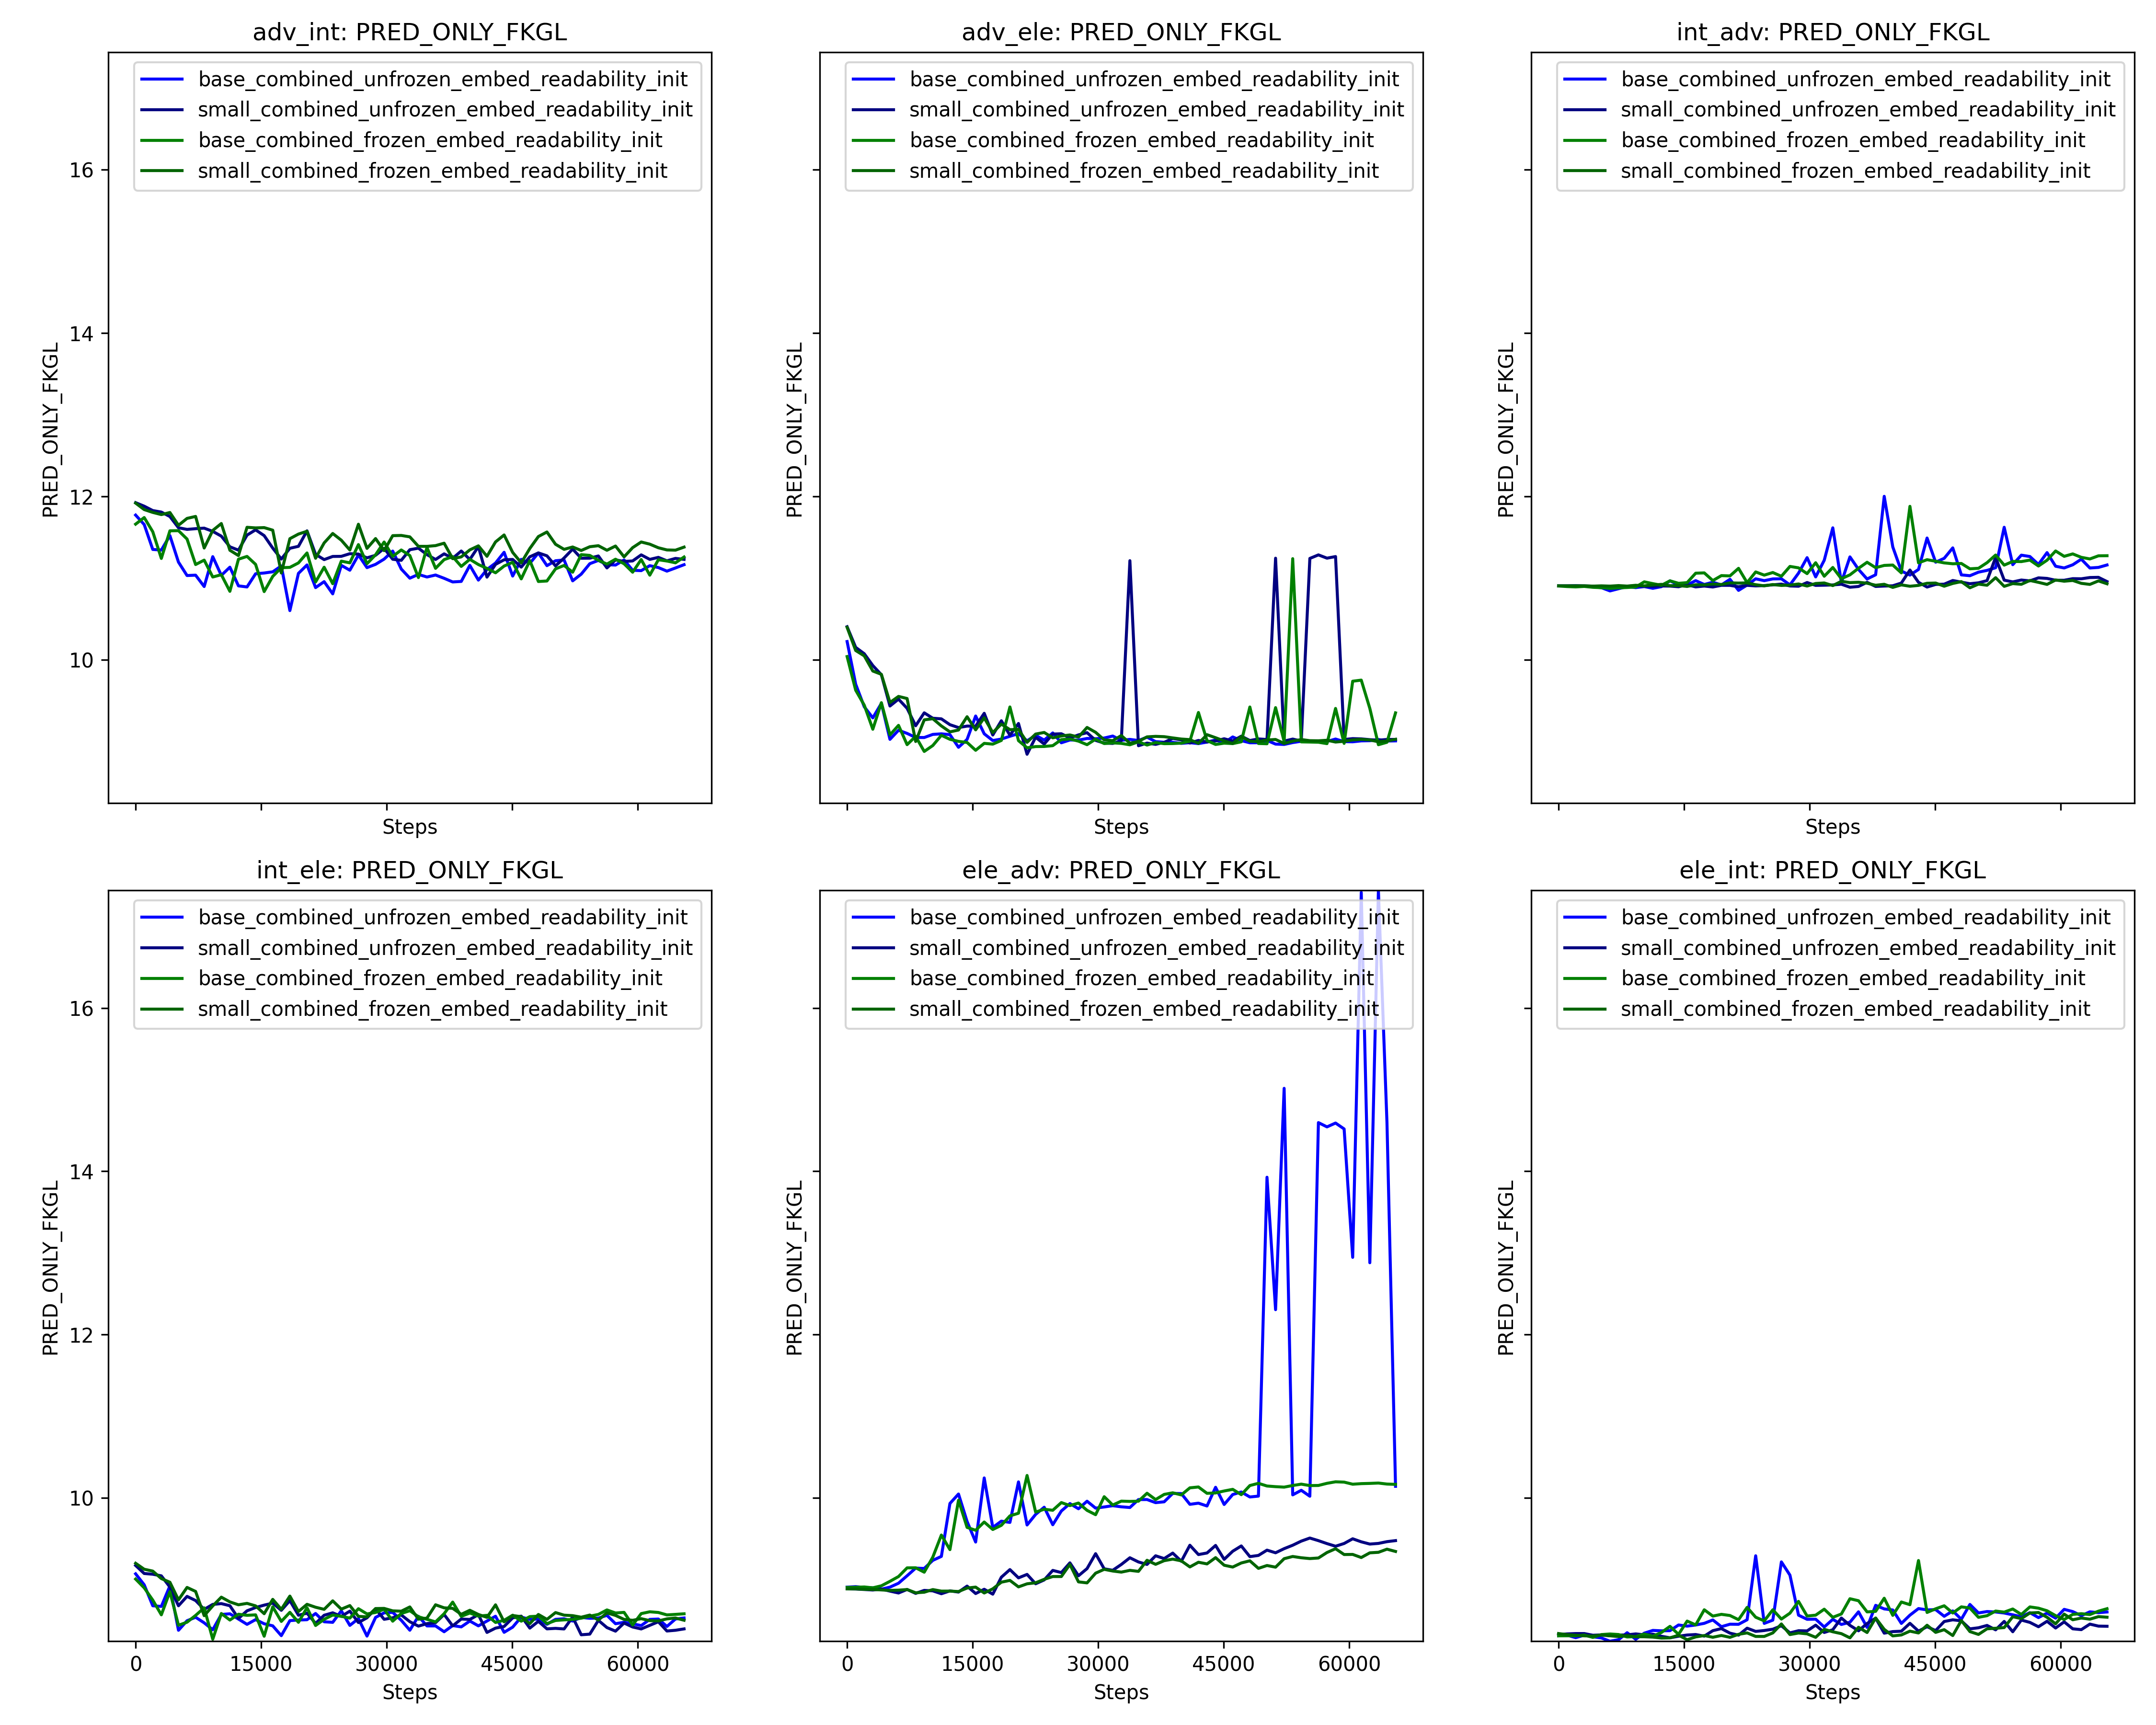 adv_int: PRED_ONLY_FKGL
base_combined_unfrozen_embed_readability_init
small_combined_unfrozen_embed_readability_init
base_combined_frozen_embed_readability_init
small_combined_frozen_embed_readability_init
16
14
12
10
PRED_ONLY_FKGL
Steps
adv_ele: PRED_ONLY_FKGL
base_combined_unfrozen_embed_readability_init
small_combined_unfrozen_embed_readability_init
base_combined_frozen_embed_readability_init
small_combined_frozen_embed_readability_init
PRED_ONLY_FKGL
Steps
int_adv: PRED_ONLY_FKGL
base_combined_unfrozen_embed_readability_init
small_combined_unfrozen_embed_readability_init
base_combined_frozen_embed_readability_init
small_combined_frozen_embed_readability_init
PRED_ONLY_FKGL
Steps
int_ele: PRED_ONLY_FKGL
base_combined_unfrozen_embed_readability_init
small_combined_unfrozen_embed_readability_init
base_combined_frozen_embed_readability_init
small_combined_frozen_embed_readability_init
16
14
12
10
PRED_ONLY_FKGL
0 15000 30000 45000 60000
Steps
ele_adv: PRED_ONLY_FKGL
base_combined_unfrozen_embed_readability_init
small_combined_unfrozen_embed_readability_init
base_combined_frozen_embed_readability_init
small_combined_frozen_embed_readability_init
PRED_ONLY_FKGL
0 15000 30000 45000 60000
Steps
ele_int: PRED_ONLY_FKGL
base_combined_unfrozen_embed_readability_init
small_combined_unfrozen_embed_readability_init
base_combined_frozen_embed_readability_init
small_combined_frozen_embed_readability_init
PRED_ONLY_FKGL
0 15000 30000 45000 60000
Steps